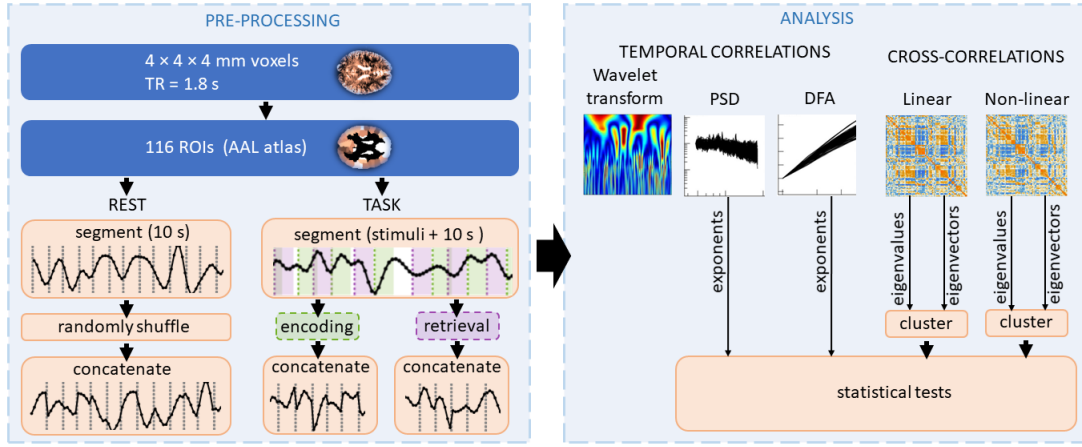 PRE-PROCESSING
4 × 4 × 4 mm voxels
TR = 1.8 s
116 ROIs (AAL atlas)
REST
TASK
segment (10 s)
segment (stimuli + 10 s )
randomly shuffle
encoding
retrieval
concatenate
concatenate
concatenate
ANALYSIS
TEMPORAL CORRELATIONS
CROSS-CORRELATIONS
Wavelet
transform
PSD
DFA
Linear
Non-linear
exponents
exponents
eigenvalues
eigenvectors
eigenvalues
eigenvectors
cluster
cluster
statistical tests